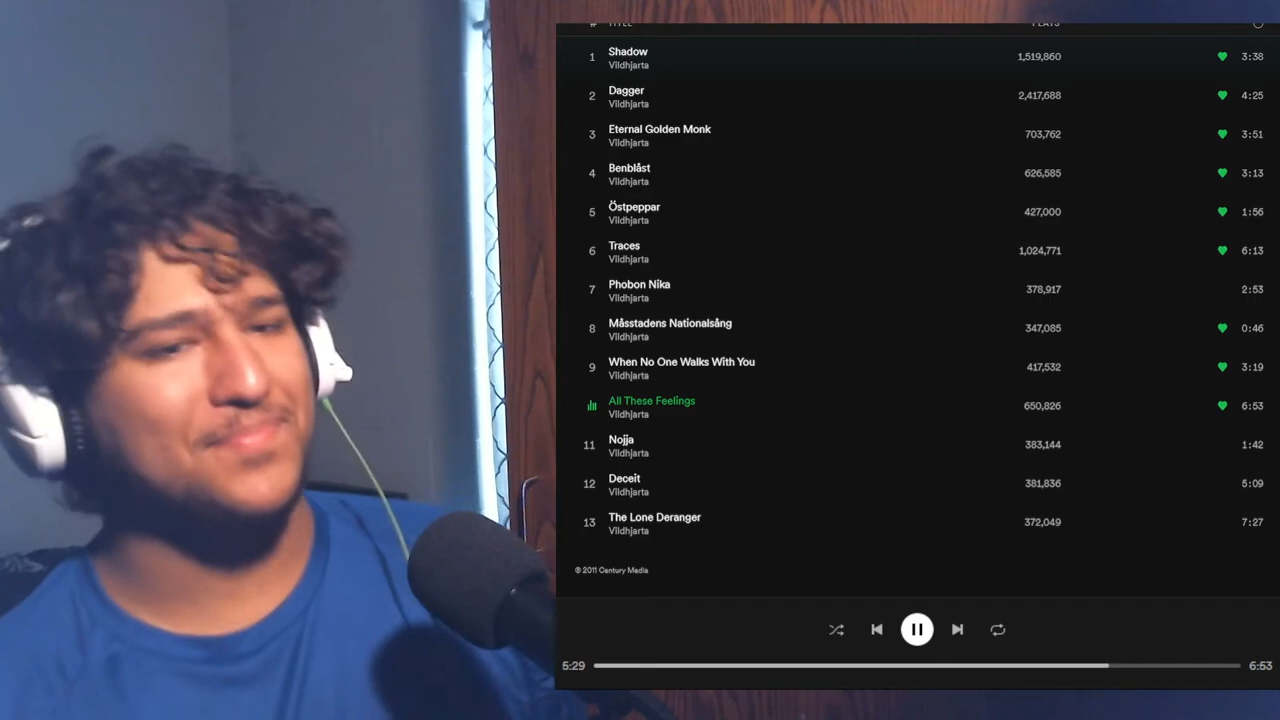 # TITLE PLAYS
1 Shadow 1,519,860 3:38
Vildhjarta
2 Dagger 2,417,688 4:25
Vildhjarta
3 Eternal Golden Monk 703,762 3:51
Vildhjarta
4 Benblåst 626,585 3:13
Vildhjarta
5 Östpeppar 427,000 1:56
Vildhjarta
6 Traces 1,024,771 6:13
Vildhjarta
7 Phobon Nika 378,917 2:53
Vildhjarta
8 Måsstadens Nationalsång 347,085 0:46
Vildhjarta
9 When No One Walks With You 417,532 3:19
Vildhjarta
All These Feelings 650,826 6:53
Vildhjarta
11 Nojja 383,144 1:42
Vildhjarta
12 Deceit 381,836 5:09
Vildhjarta
13 The Lone Deranger 372,049 7:27
Vildhjarta
℗ 2011 Century Media
5:29 6:53